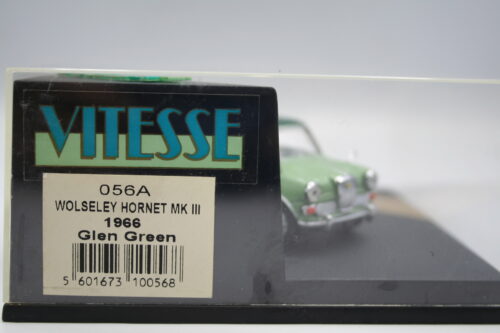 VITESSE
056A
WOLSELEY HORNET MK III
1966
Glen Green
5 601673 100568